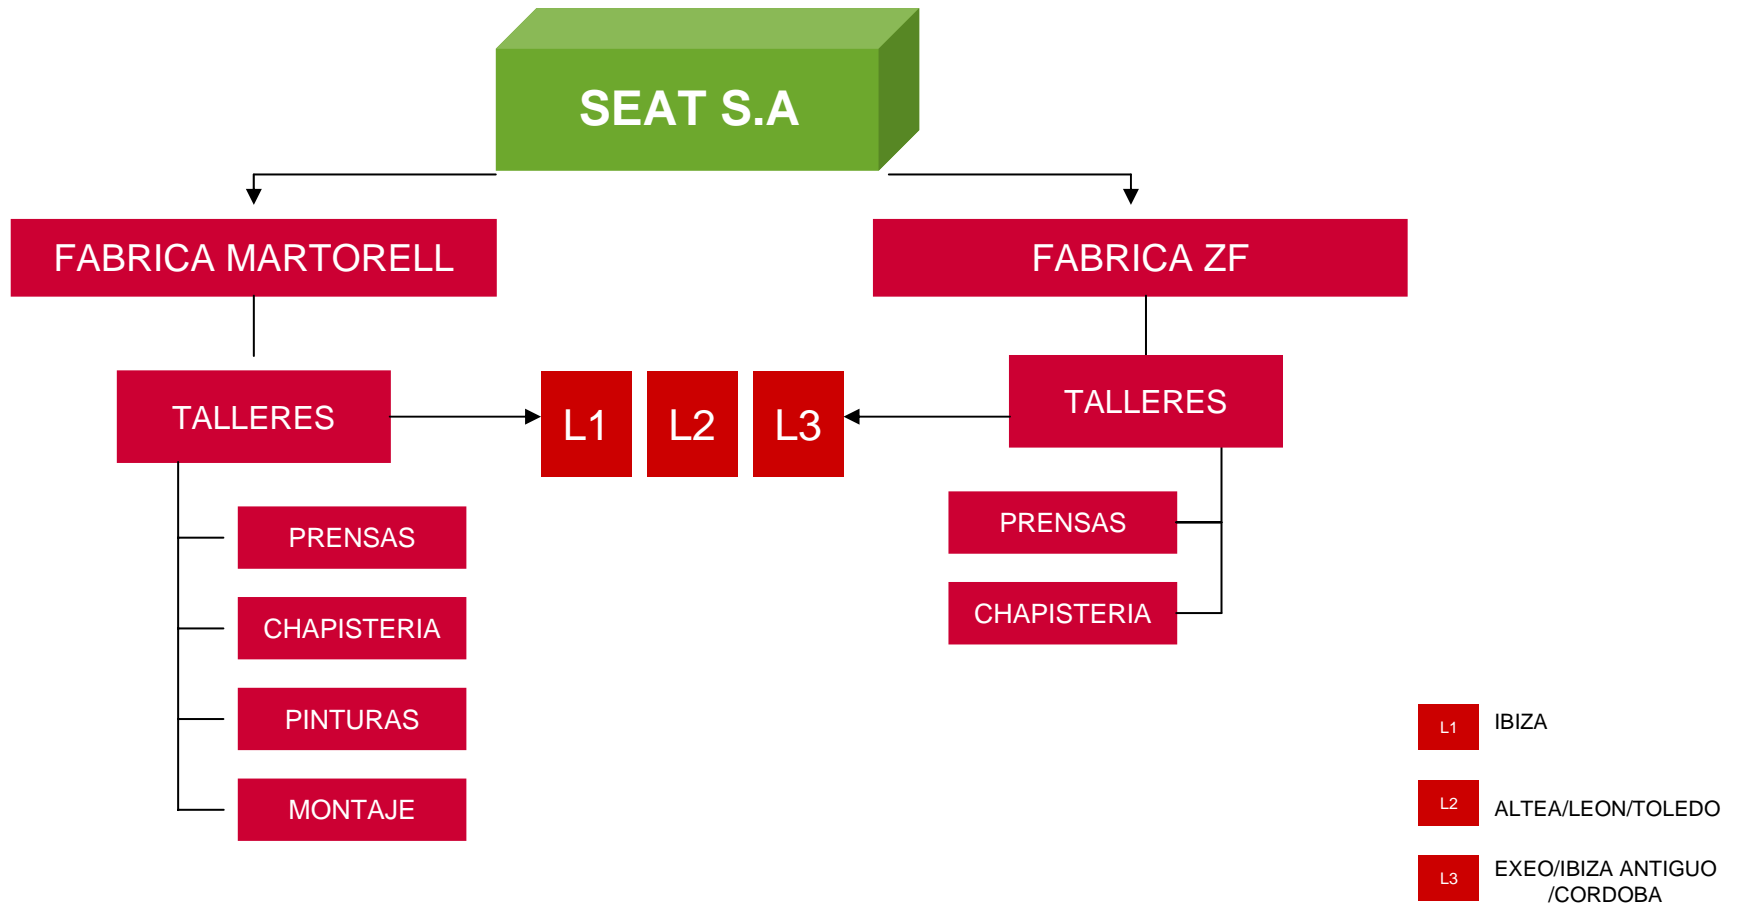 SEAT S.A
FABRICA MARTORELL
FABRICA ZF
TALLERES
L1
L2
L3
TALLERES
PRENSAS
CHAPISTERIA
PINTURAS
MONTAJE
PRENSAS
CHAPISTERIA
L1 IBIZA
L2 ALTEA/LEON/TOLEDO
L3 EXEO/IBIZA ANTIGUO
/CORDOBA